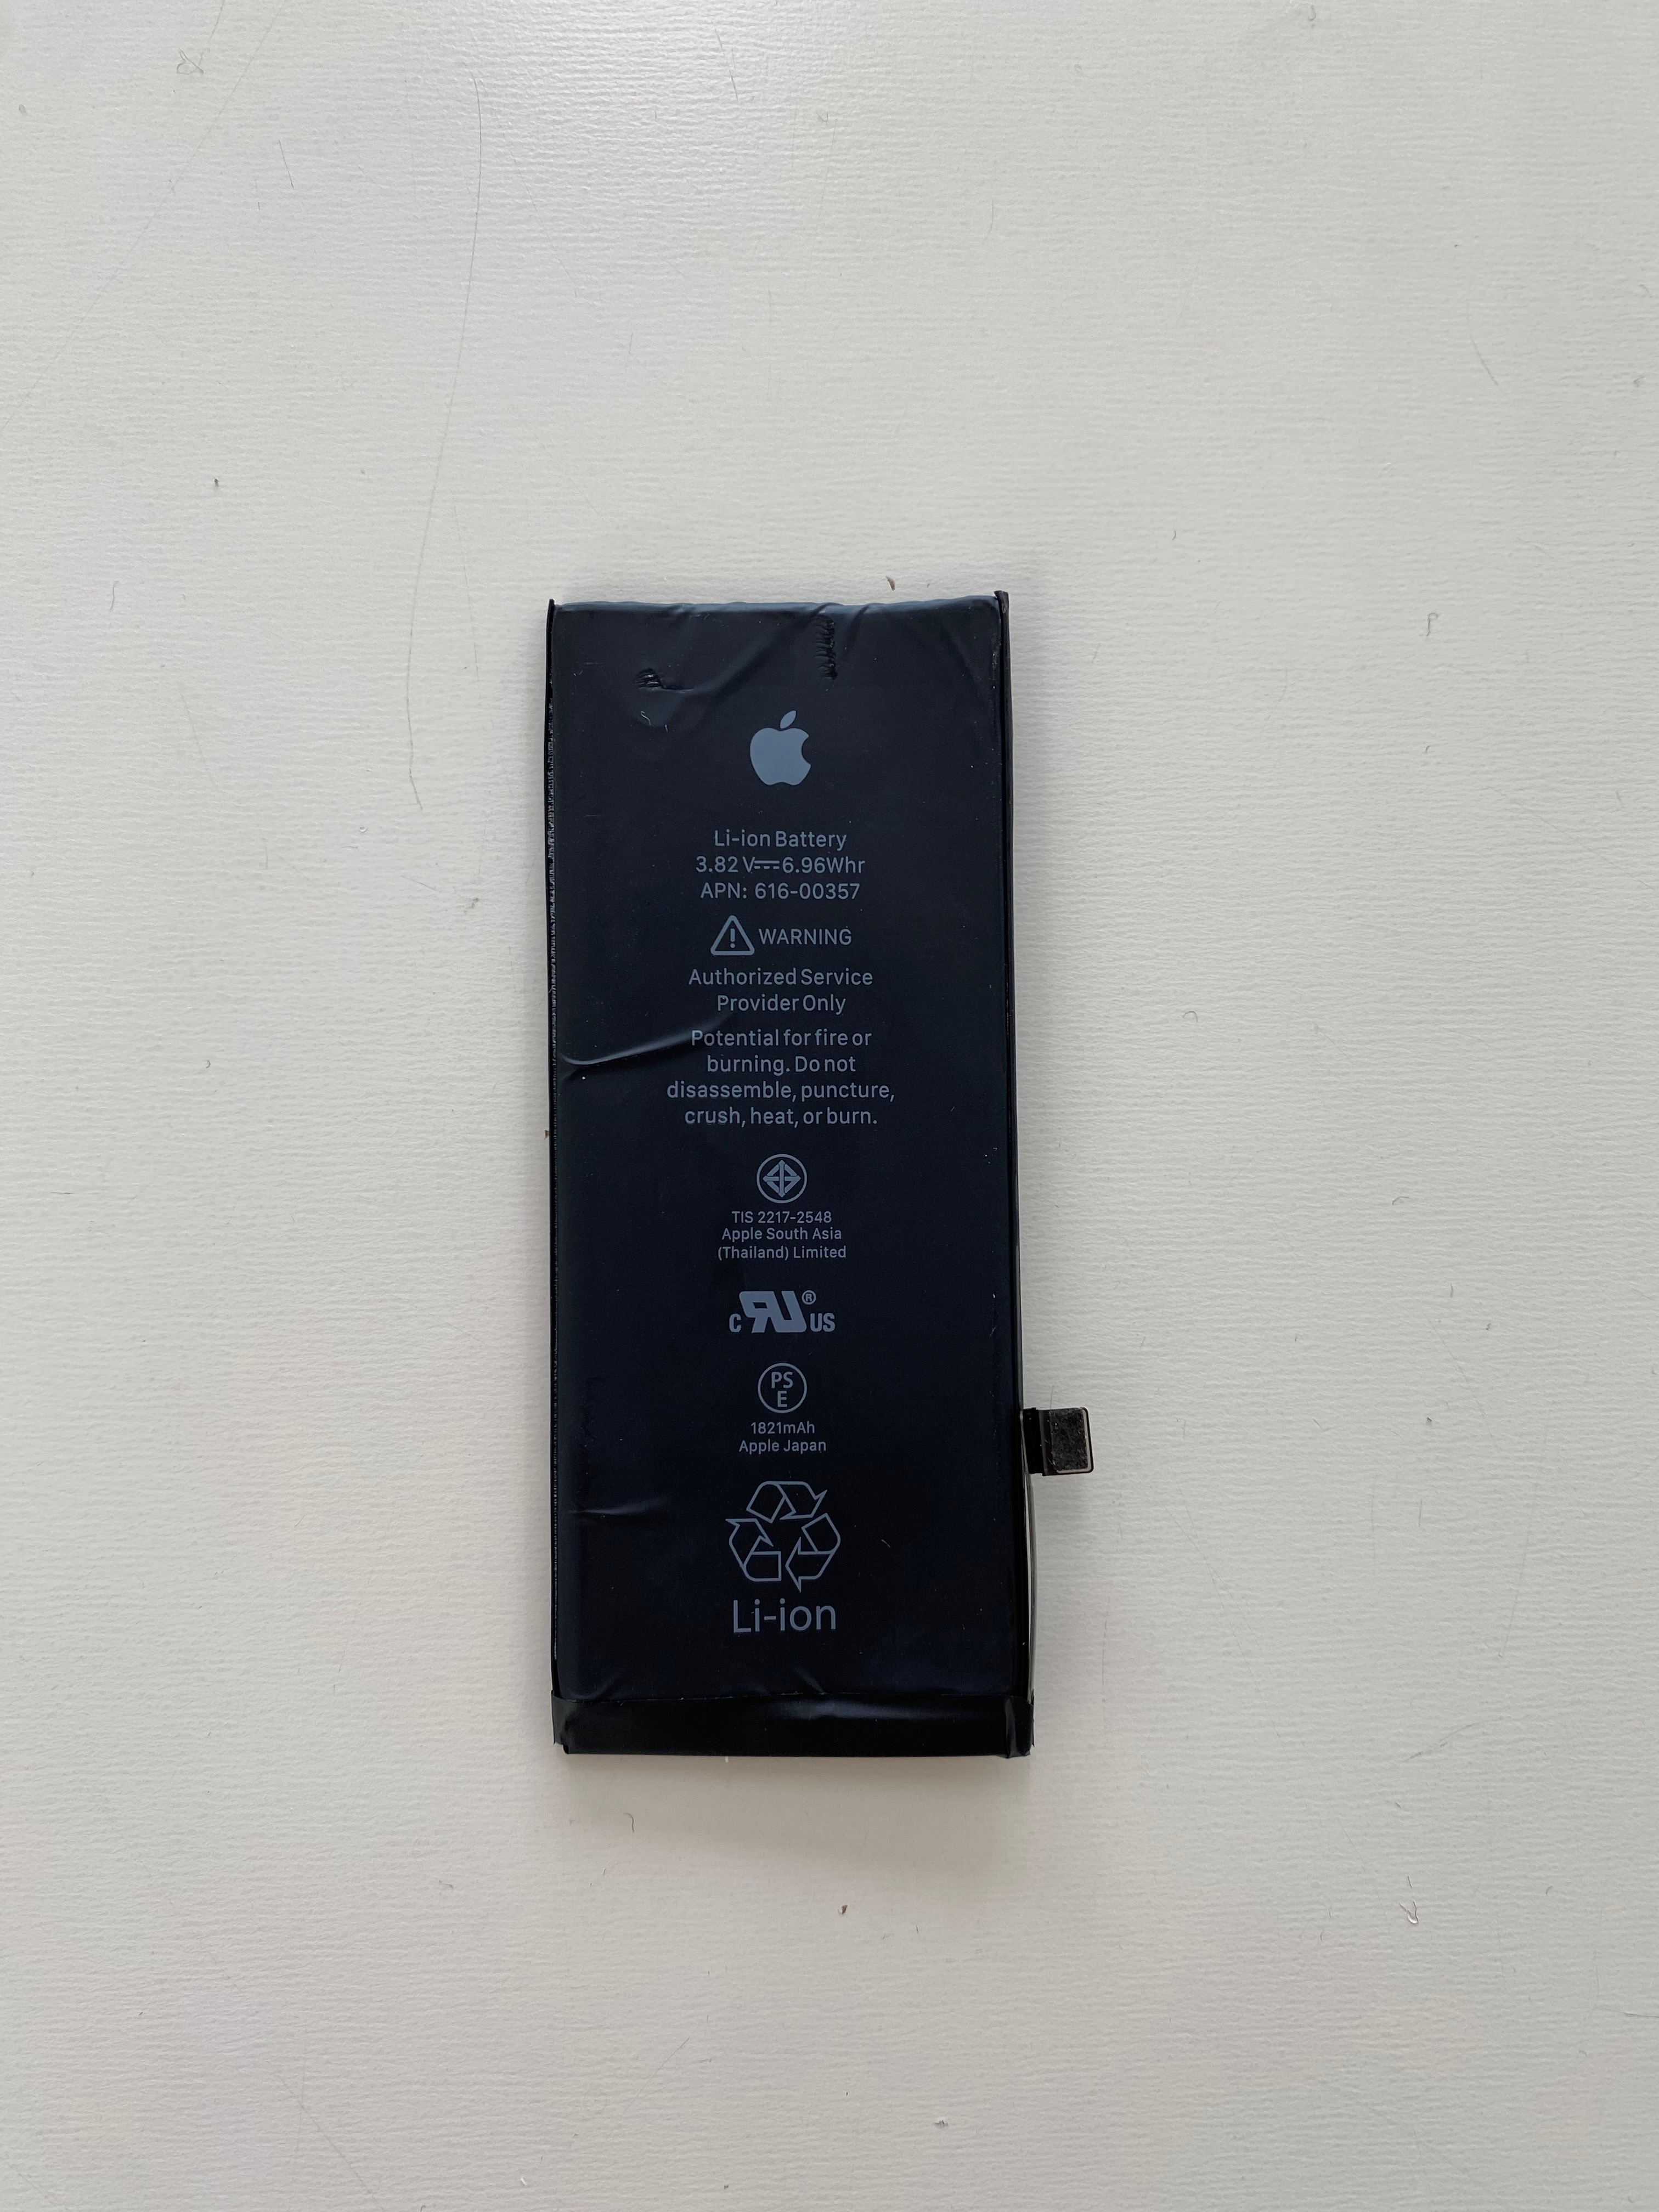 Li-ion Battery
3.82 V⎓6.96Whr
APN: 616-00357
WARNING
Authorized Service
Provider Only
Potential for fire or
burning. Do not
disassemble, puncture,
crush, heat, or burn.
TIS 2217-2548
Apple South Asia
(Thailand) Limited
c RU® US
PS
E
1821mAh
Apple Japan
Li-ion